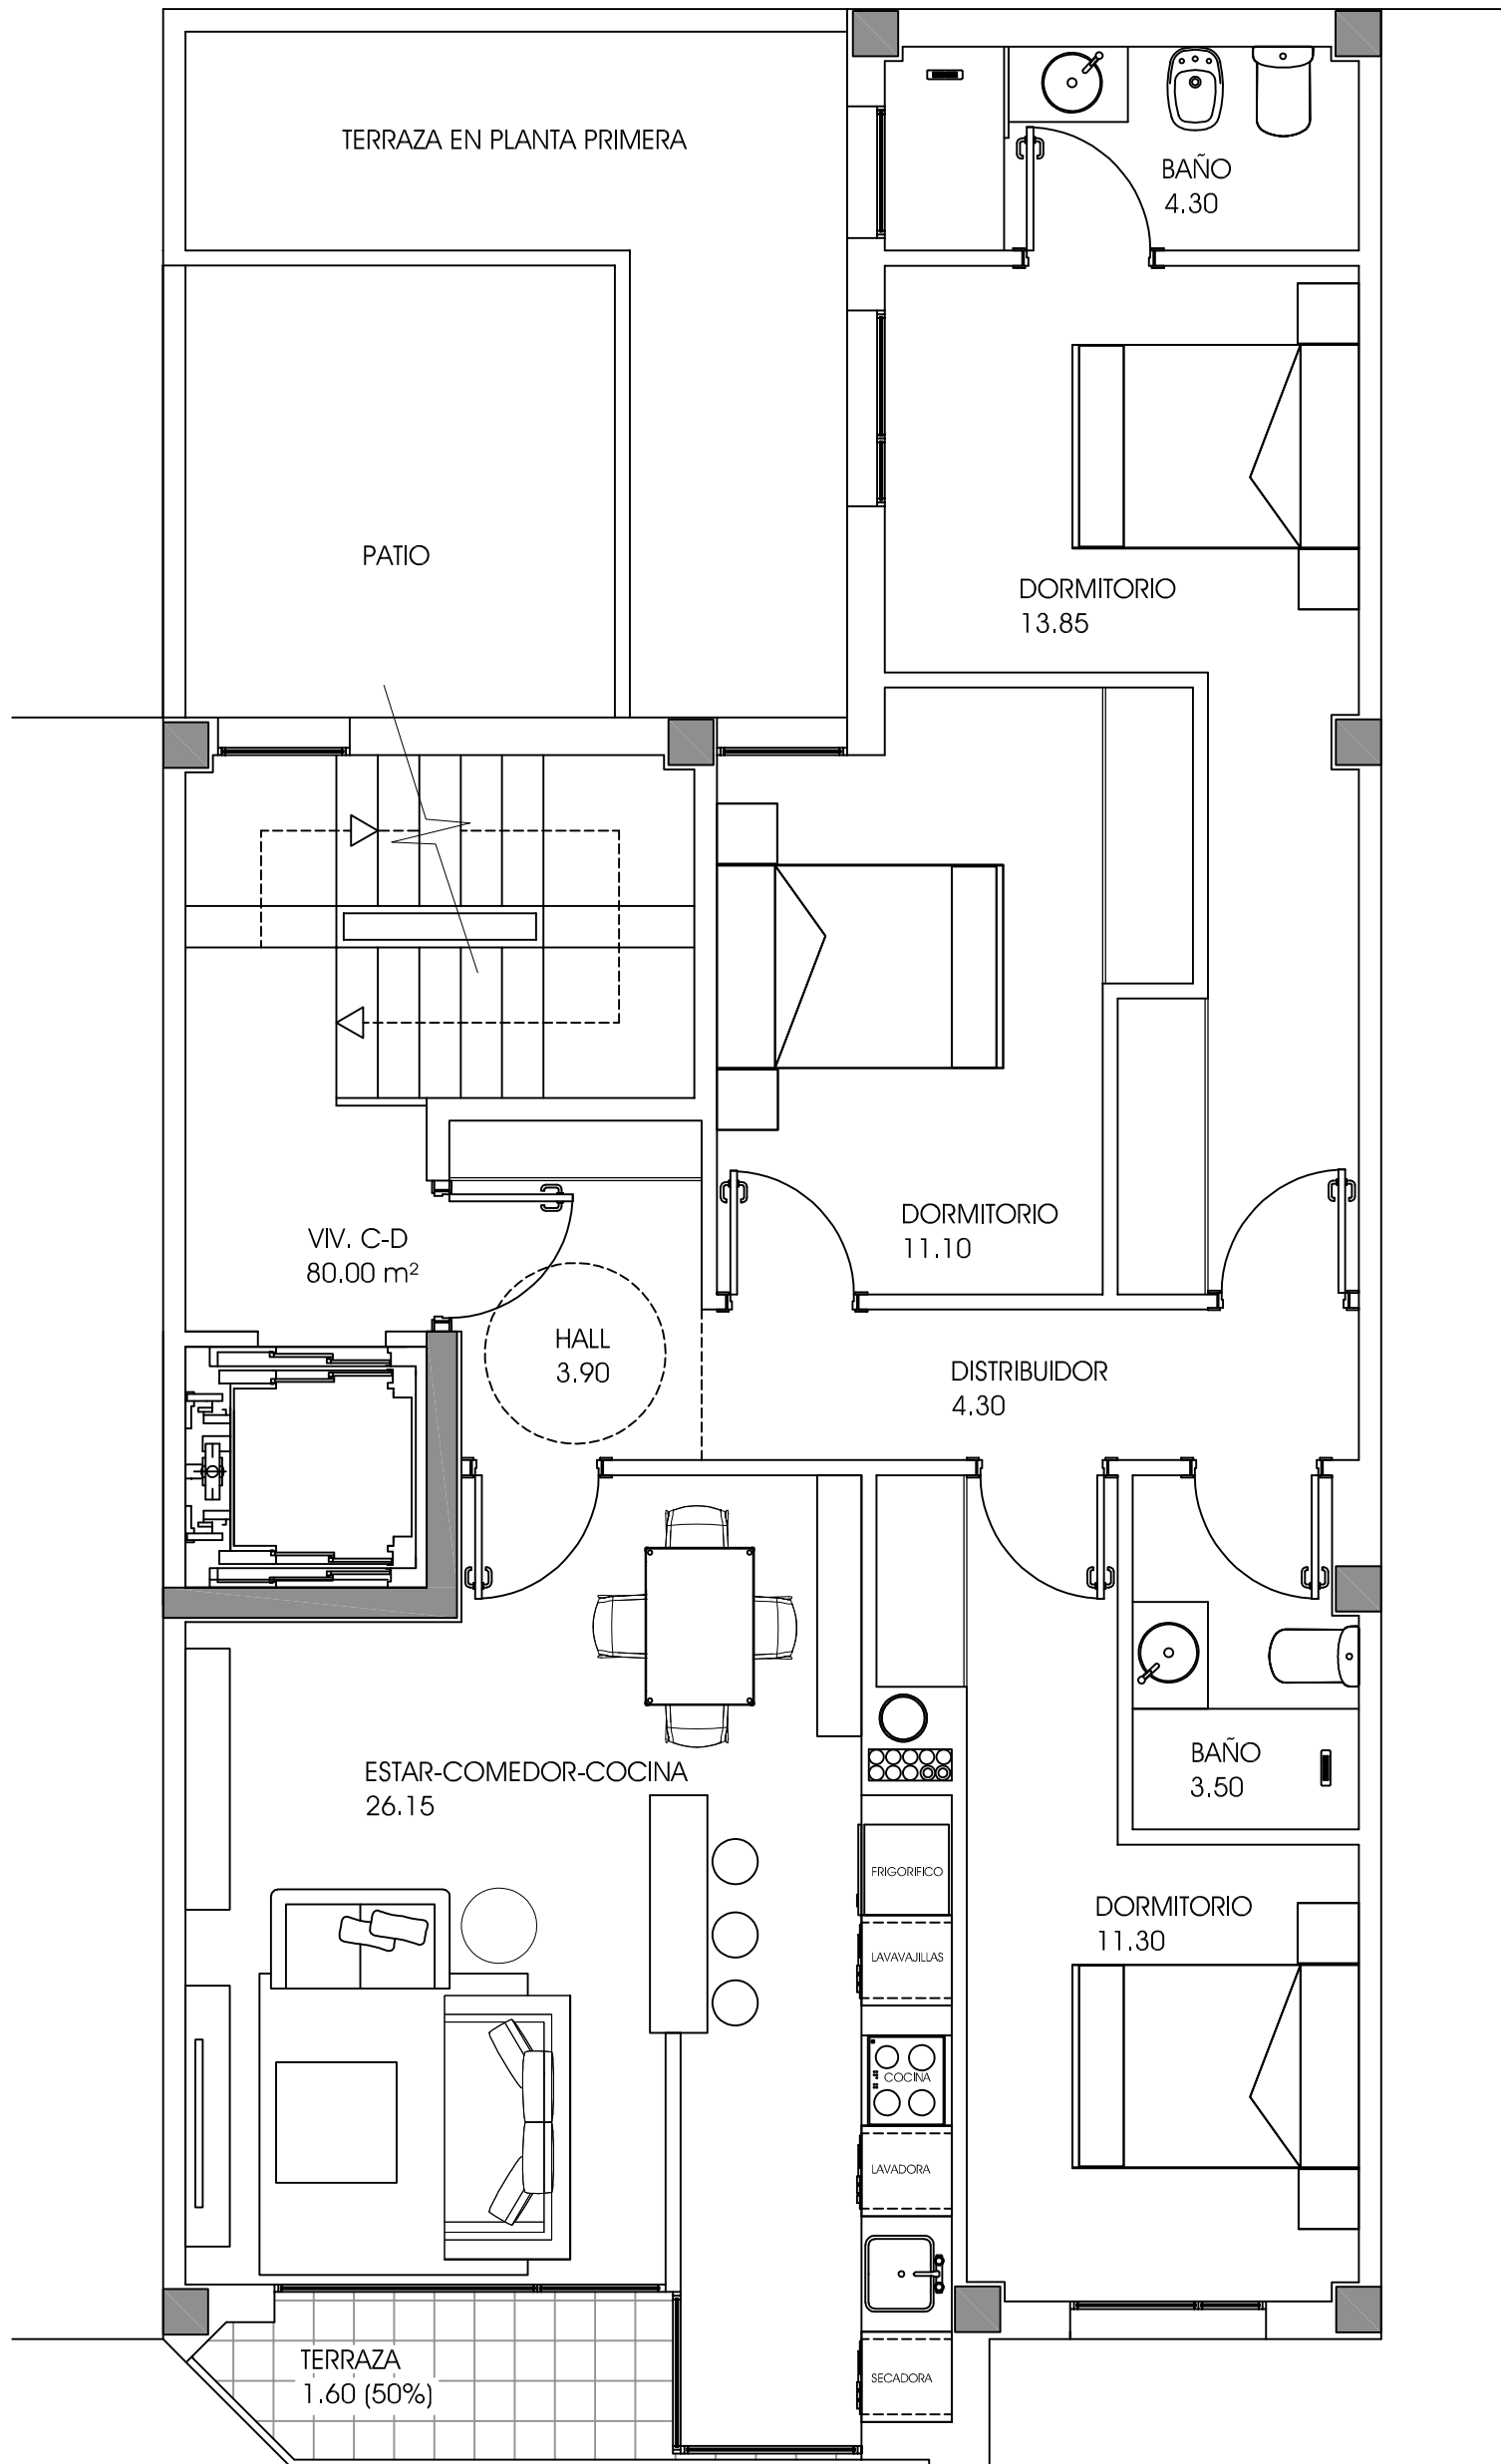 TERRAZA EN PLANTA PRIMERA
BAÑO
4.30
PATIO
DORMITORIO
13.85
DORMITORIO
11.10
VIV. C-D
80.00 m²
HALL
3.90
DISTRIBUIDOR
4.30
ESTAR-COMEDOR-COCINA
26.15
BAÑO
3.50
FRIGORIFICO
DORMITORIO
11.30
LAVAVAJILLAS
COCINA
LAVADORA
TERRAZA
1.60 (50%)
SECADORA